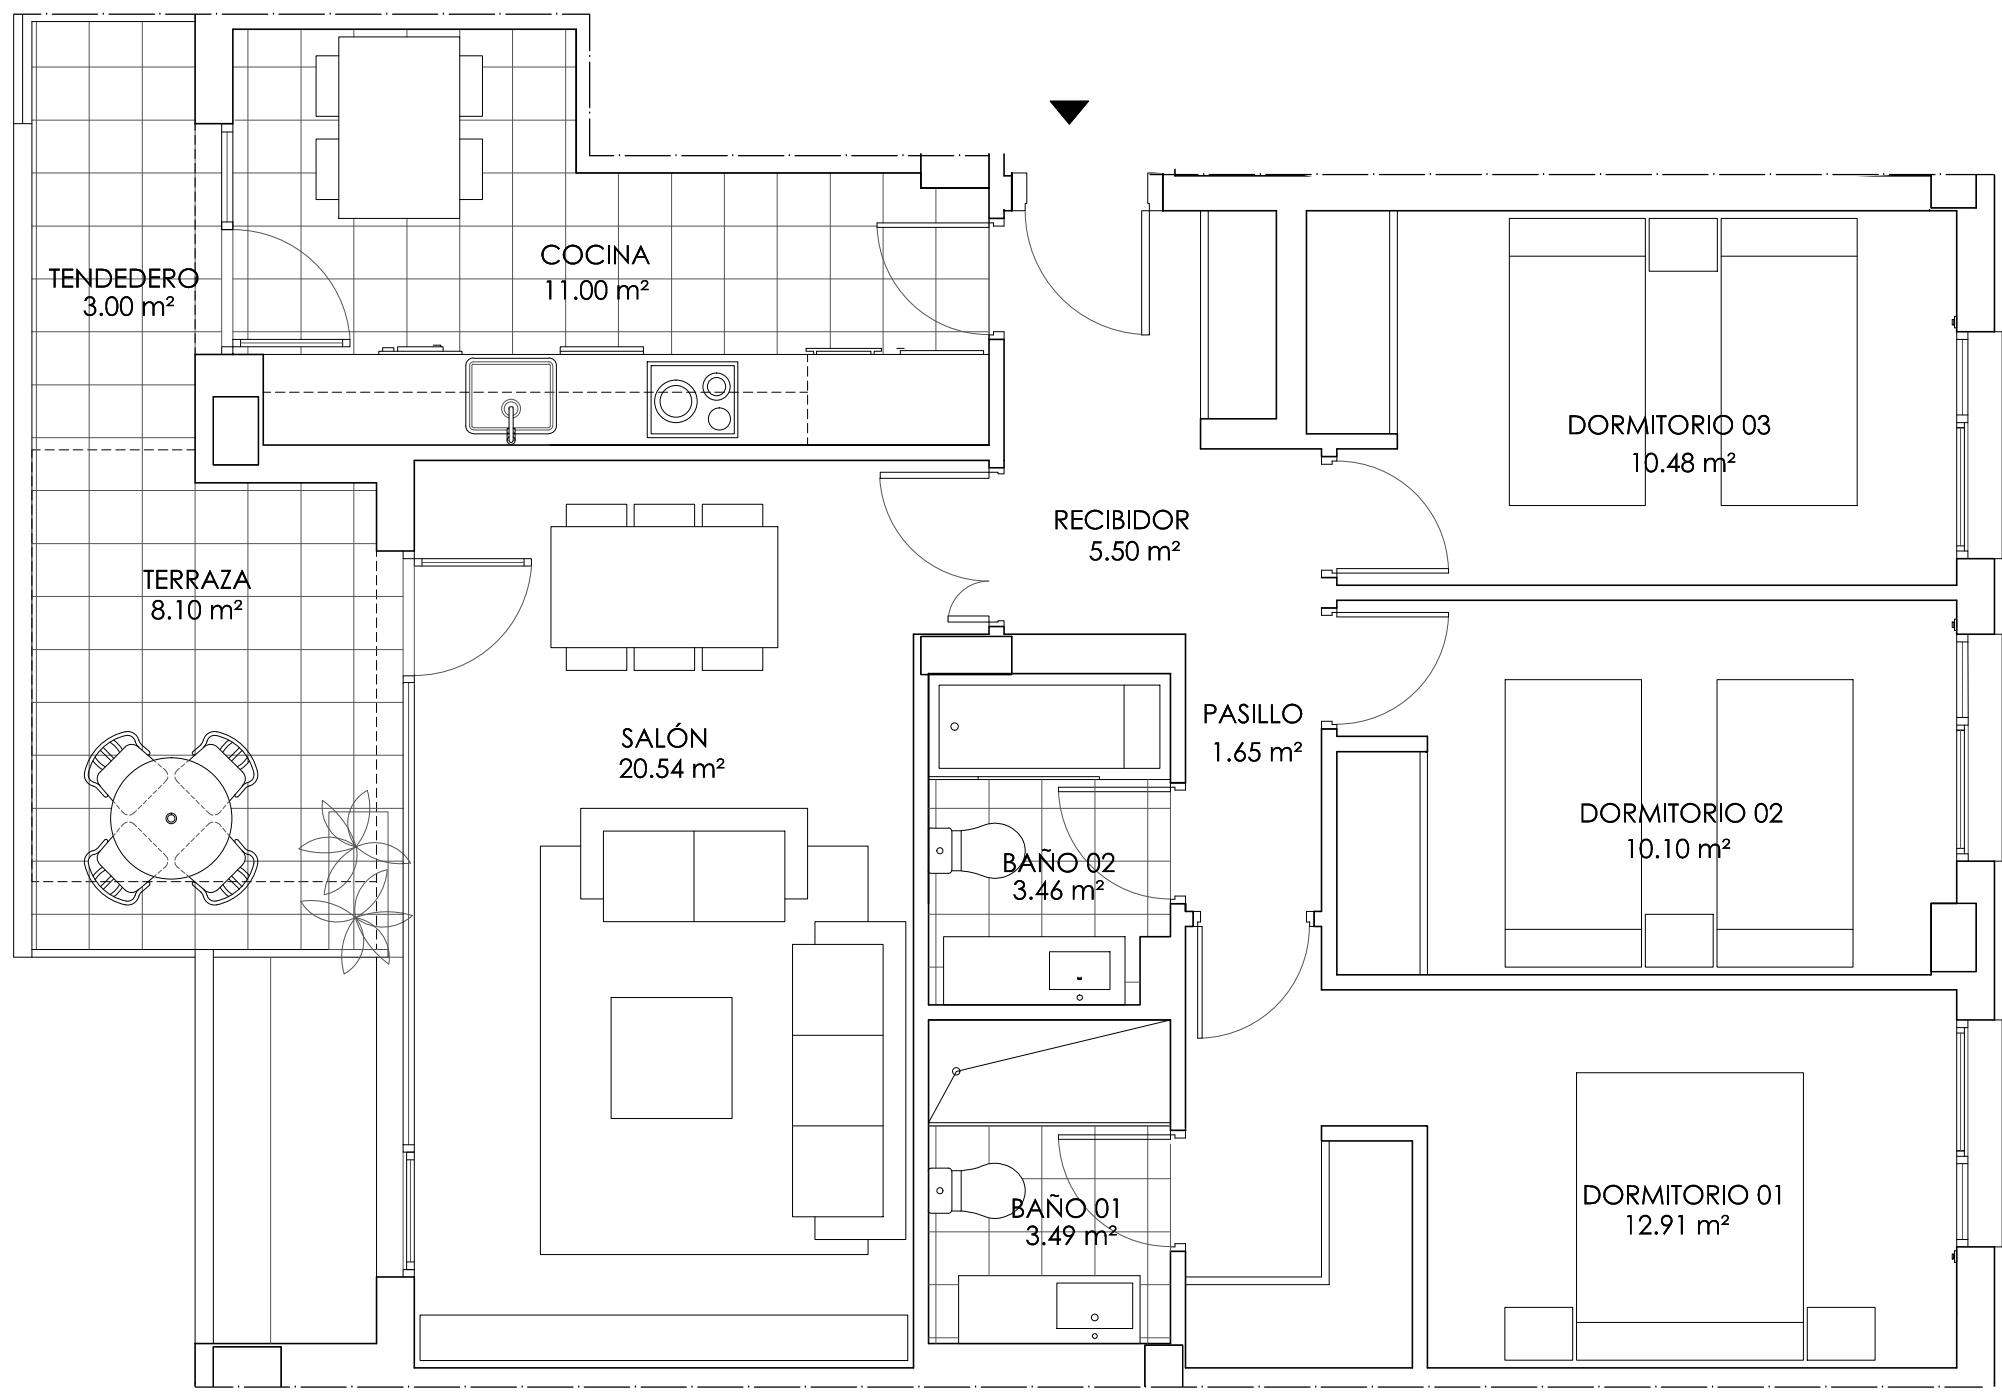 COCINA
11.00 m²
TENDEDERO
3.00 m²
DORMITORIO 03
10.48 m²
RECIBIDOR
5.50 m²
TERRAZA
8.10 m²
SALÓN
20.54 m²
PASILLO
1.65 m²
DORMITORIO 02
10.10 m²
BAÑO 02
3.46 m²
DORMITORIO 01
12.91 m²
BAÑO 01
3.49 m²